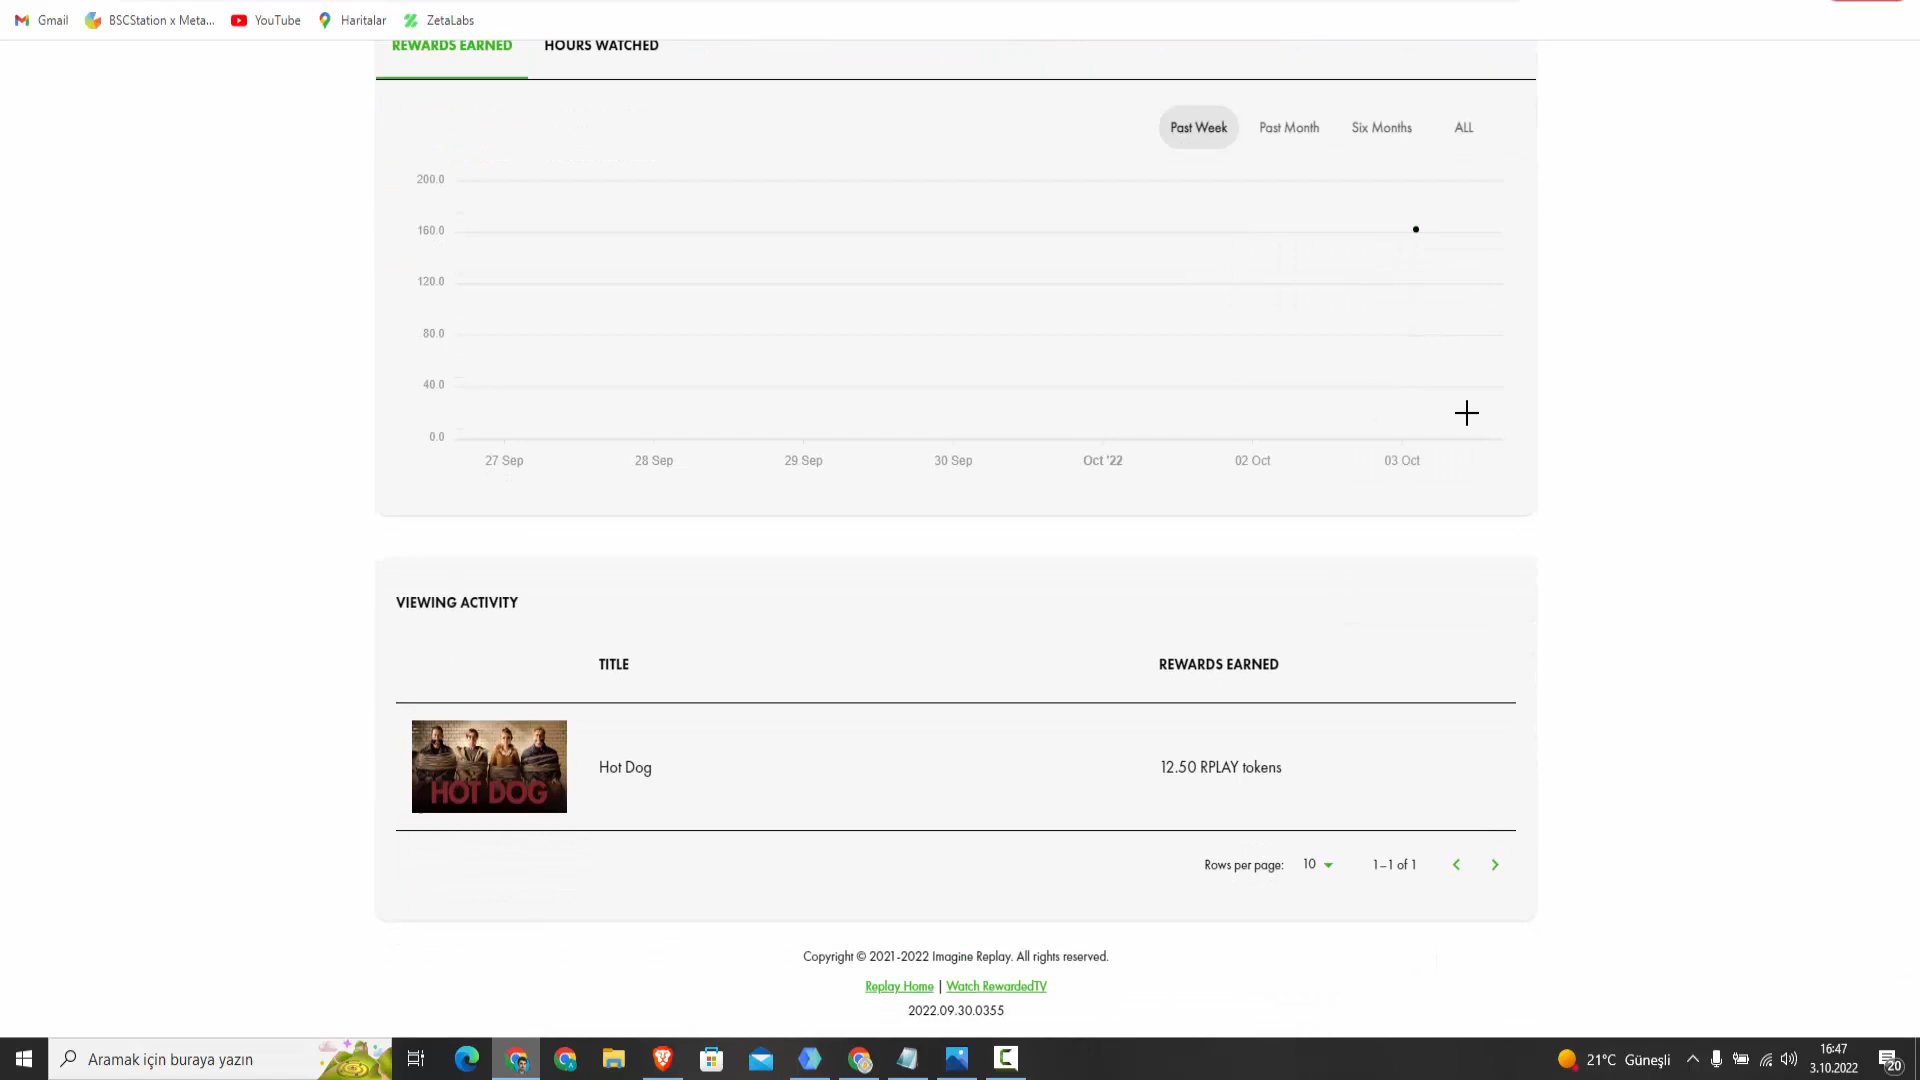 Gmail BSCStation x Meta... YouTube Haritalar ZetaLabs
REWARDS EARNED HOURS WATCHED
Past Week Past Month Six Months ALL
200.0
160.0
120.0
80.0
40.0
0.0
27 Sep 28 Sep 29 Sep 30 Sep Oct '22 02 Oct 03 Oct
VIEWING ACTIVITY
TITLE REWARDS EARNED
HOT DOG
Hot Dog 12.50 RPLAY tokens
Rows per page: 10 1–1 of 1
Copyright © 2021-2022 Imagine Replay. All rights reserved.
Replay Home | Watch RewardedTV
2022.09.30.0355
Aramak için buraya yazın
21°C Güneşli
16:47
3.10.2022
20